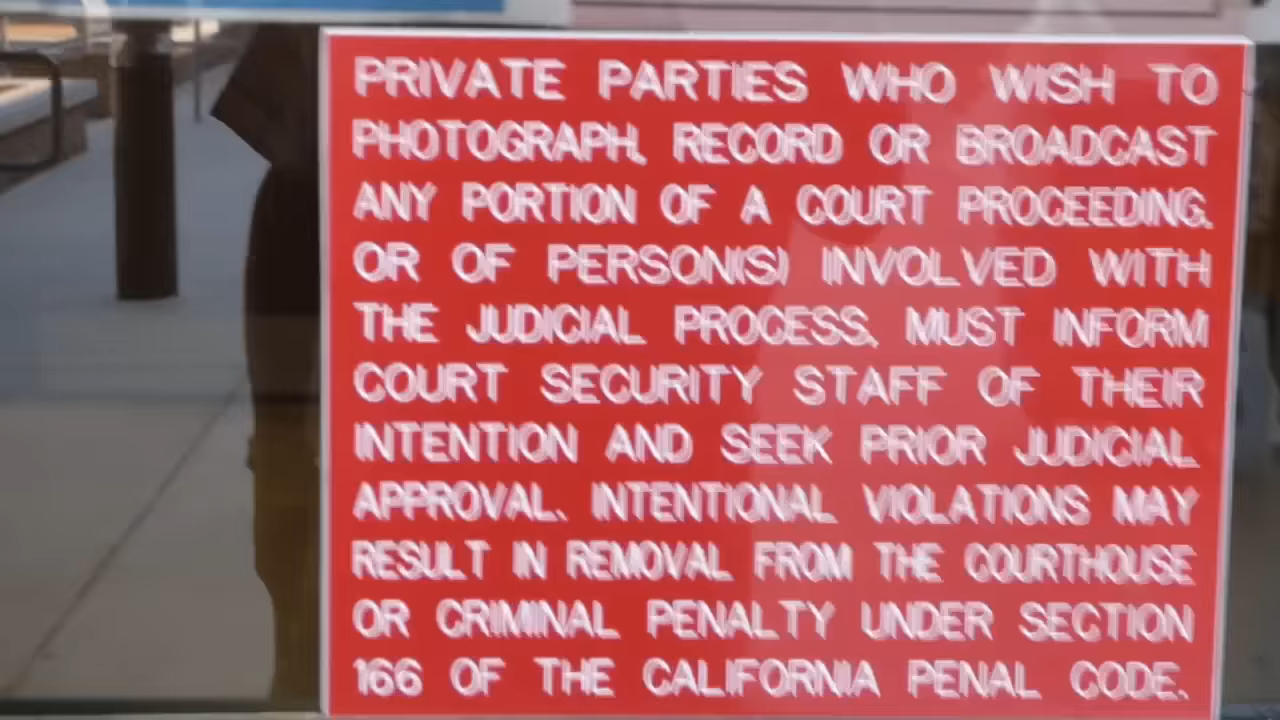 PRIVATE PARTIES WHO WISH TO
PHOTOGRAPH, RECORD OR BROADCAST
ANY PORTION OF A COURT PROCEEDING,
OR OF PERSON(S) INVOLVED WITH
THE JUDICIAL PROCESS, MUST INFORM
COURT SECURITY STAFF OF THEIR
INTENTION AND SEEK PRIOR JUDICIAL
APPROVAL. INTENTIONAL VIOLATIONS MAY
RESULT IN REMOVAL FROM THE COURTHOUSE
OR CRIMINAL PENALTY UNDER SECTION
166 OF THE CALIFORNIA PENAL CODE.